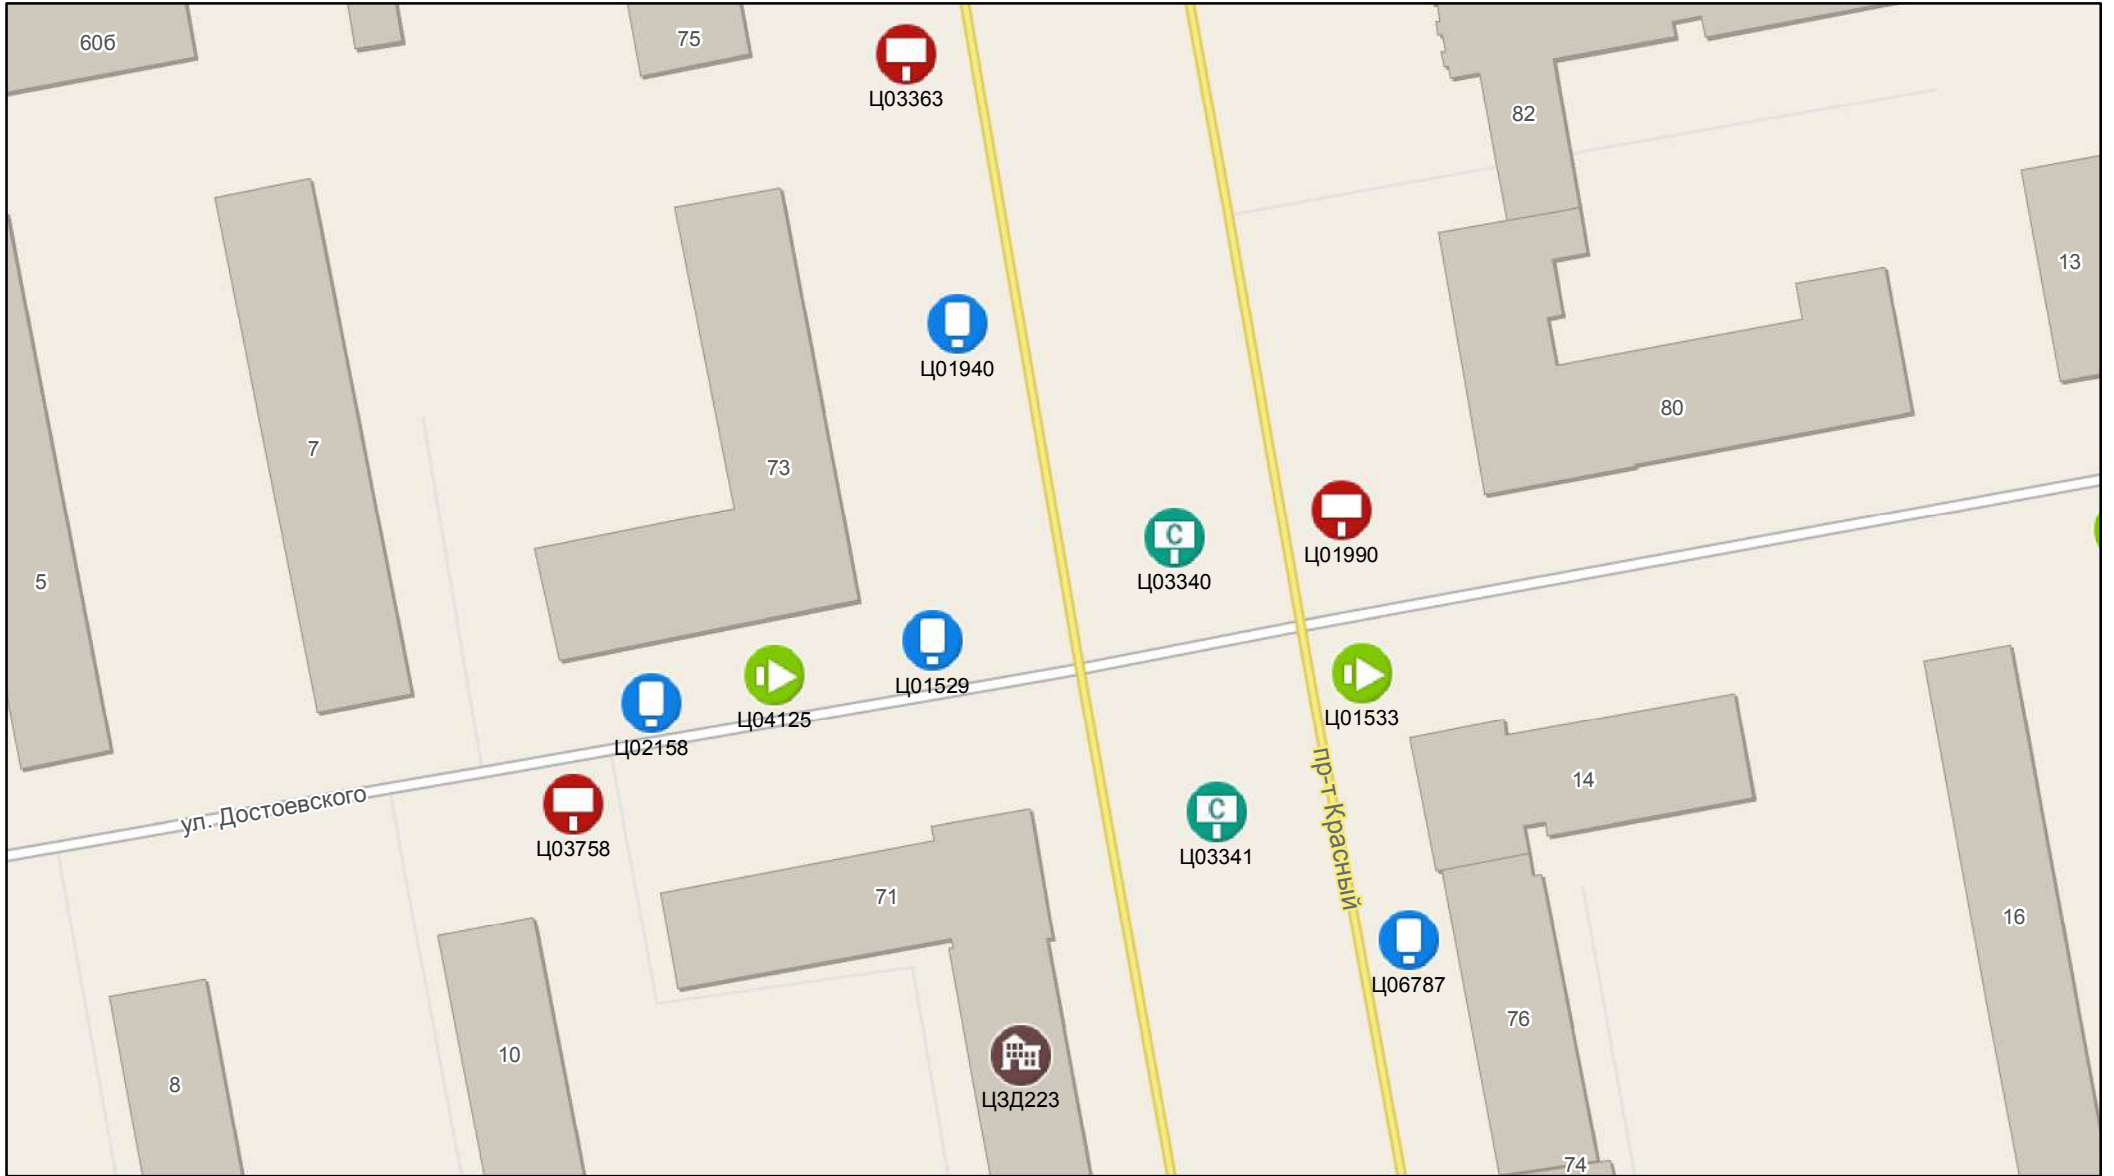 60б
75
Ц03363
82
13
Ц01940
7
80
73
Ц01990
Ц03340
5
Ц01529
Ц01533
Ц04125
Ц02158
ул. Достоевского
пр-т Красный
14
С
Ц03341
С
Ц03758
71
16
Ц06787
76
10
8
ЦЗД223
74